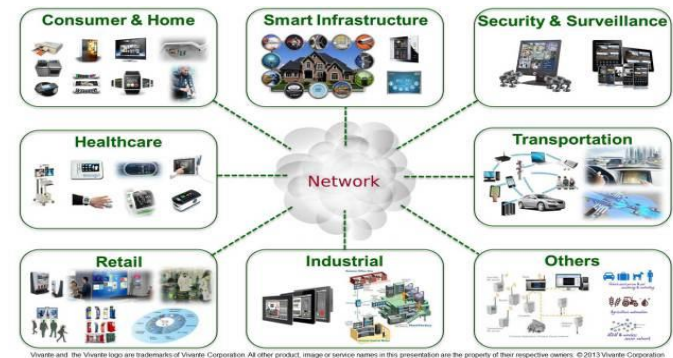 Consumer & Home
Smart Infrastructure
Security & Surveillance
Healthcare
Network
Transportation
Retail
Industrial
Others
Vivante and the Vivante logo are trademarks of Vivante Corporation. All other product, image or service names in this presentation are the property of their respective owners. © 2013 Vivante Corporation